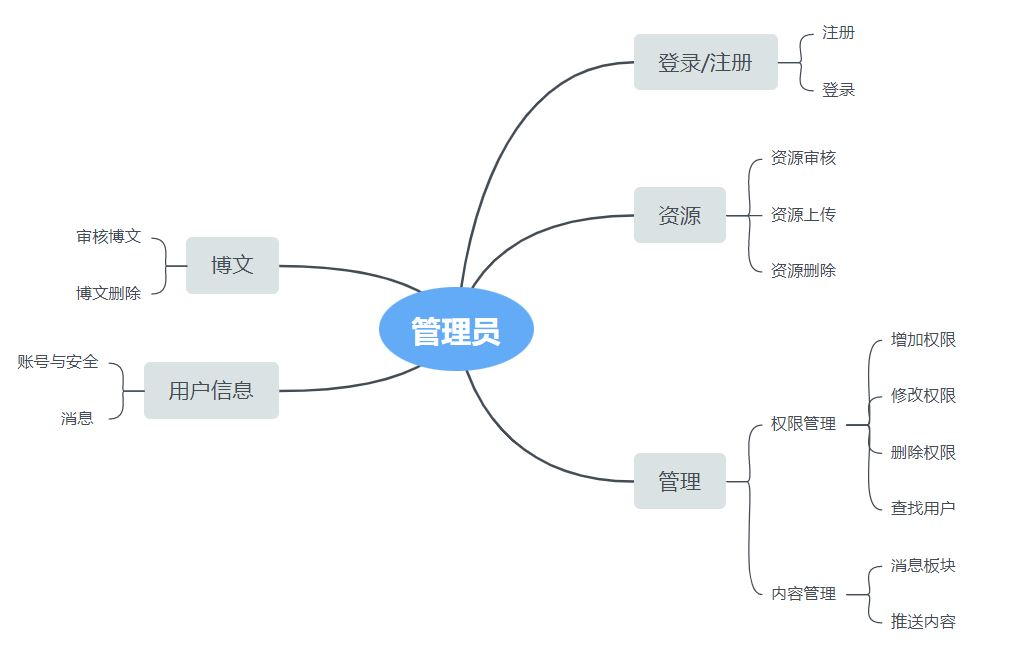 管理员
登录/注册
注册
登录
资源
资源审核
资源上传
资源删除
管理
权限管理
增加权限
修改权限
删除权限
查找用户
内容管理
消息板块
推送内容
博文
审核博文
博文删除
用户信息
账号与安全
消息